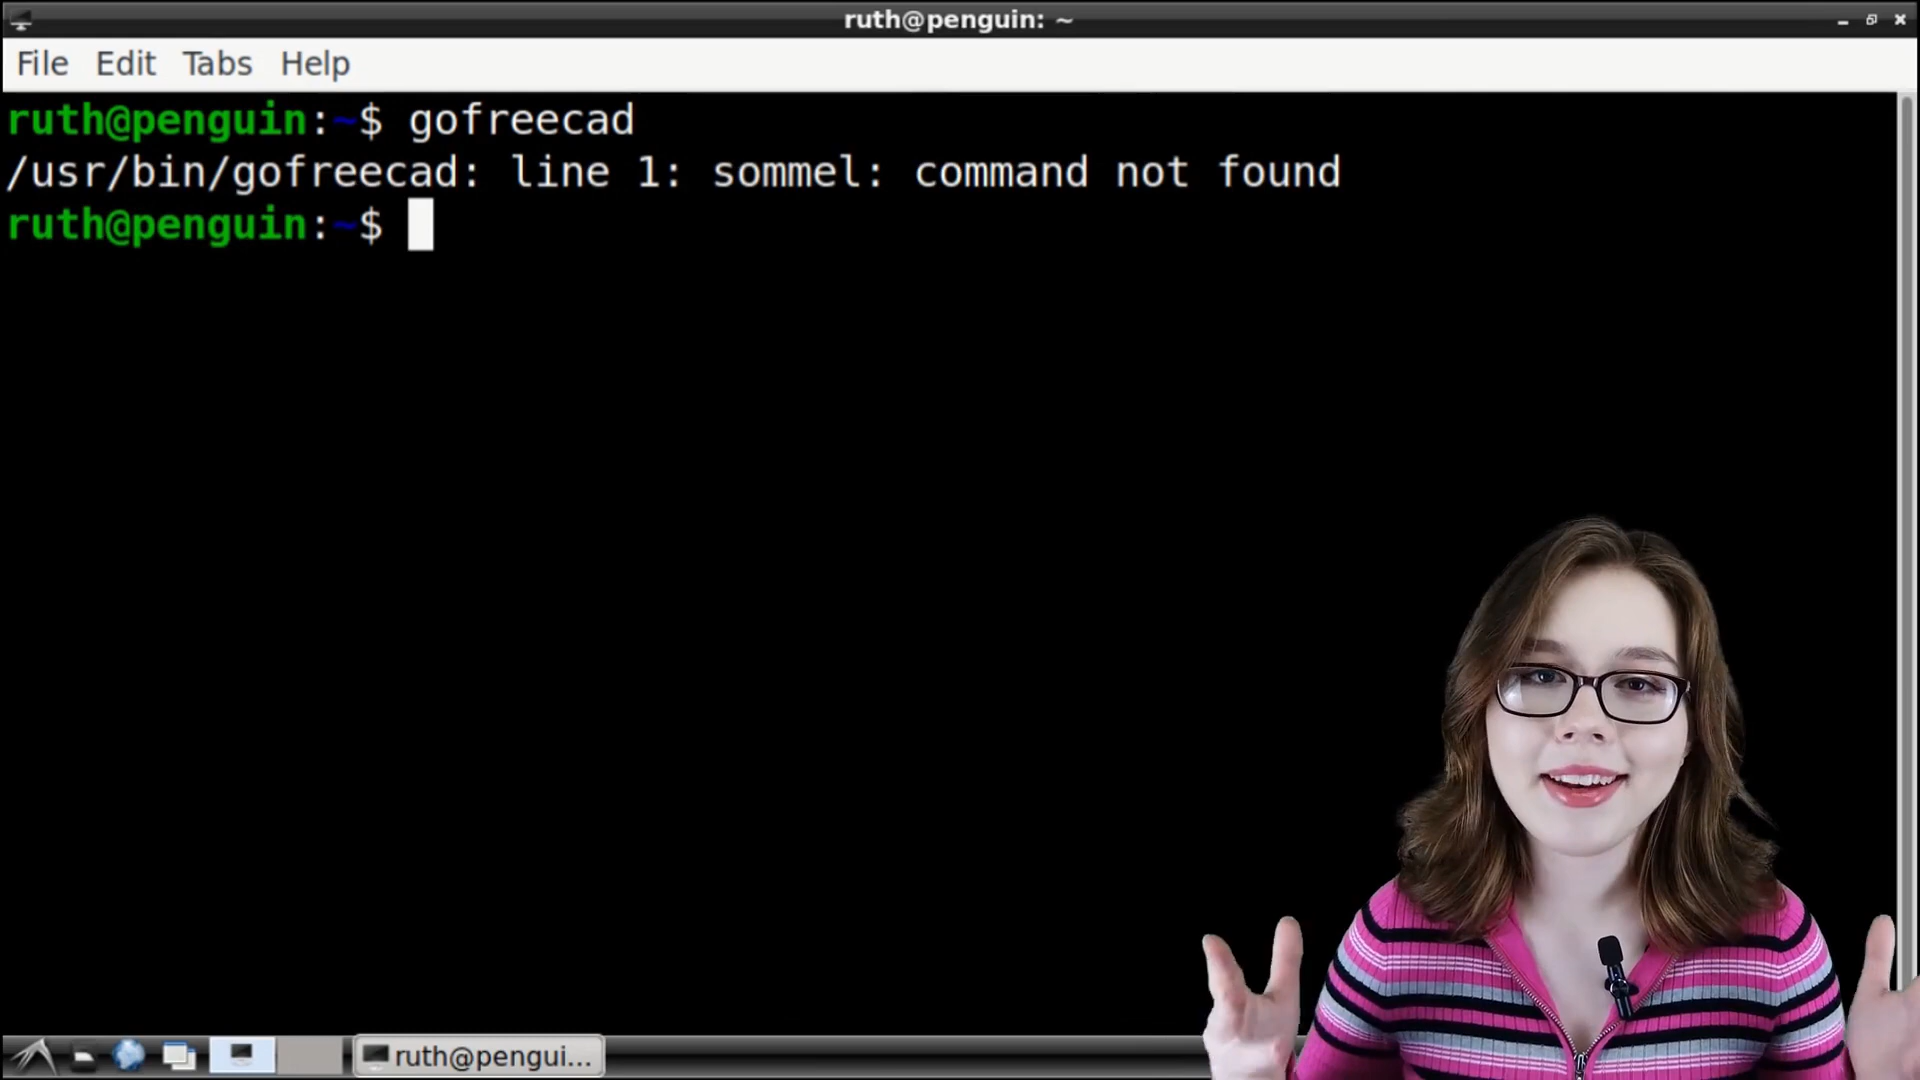 ruth@penguin: ~
File Edit Tabs Help
ruth@penguin:~$ gofreecad
/usr/bin/gofreecad: line 1: sommel: command not found
ruth@penguin:~$
ruth@pengui...